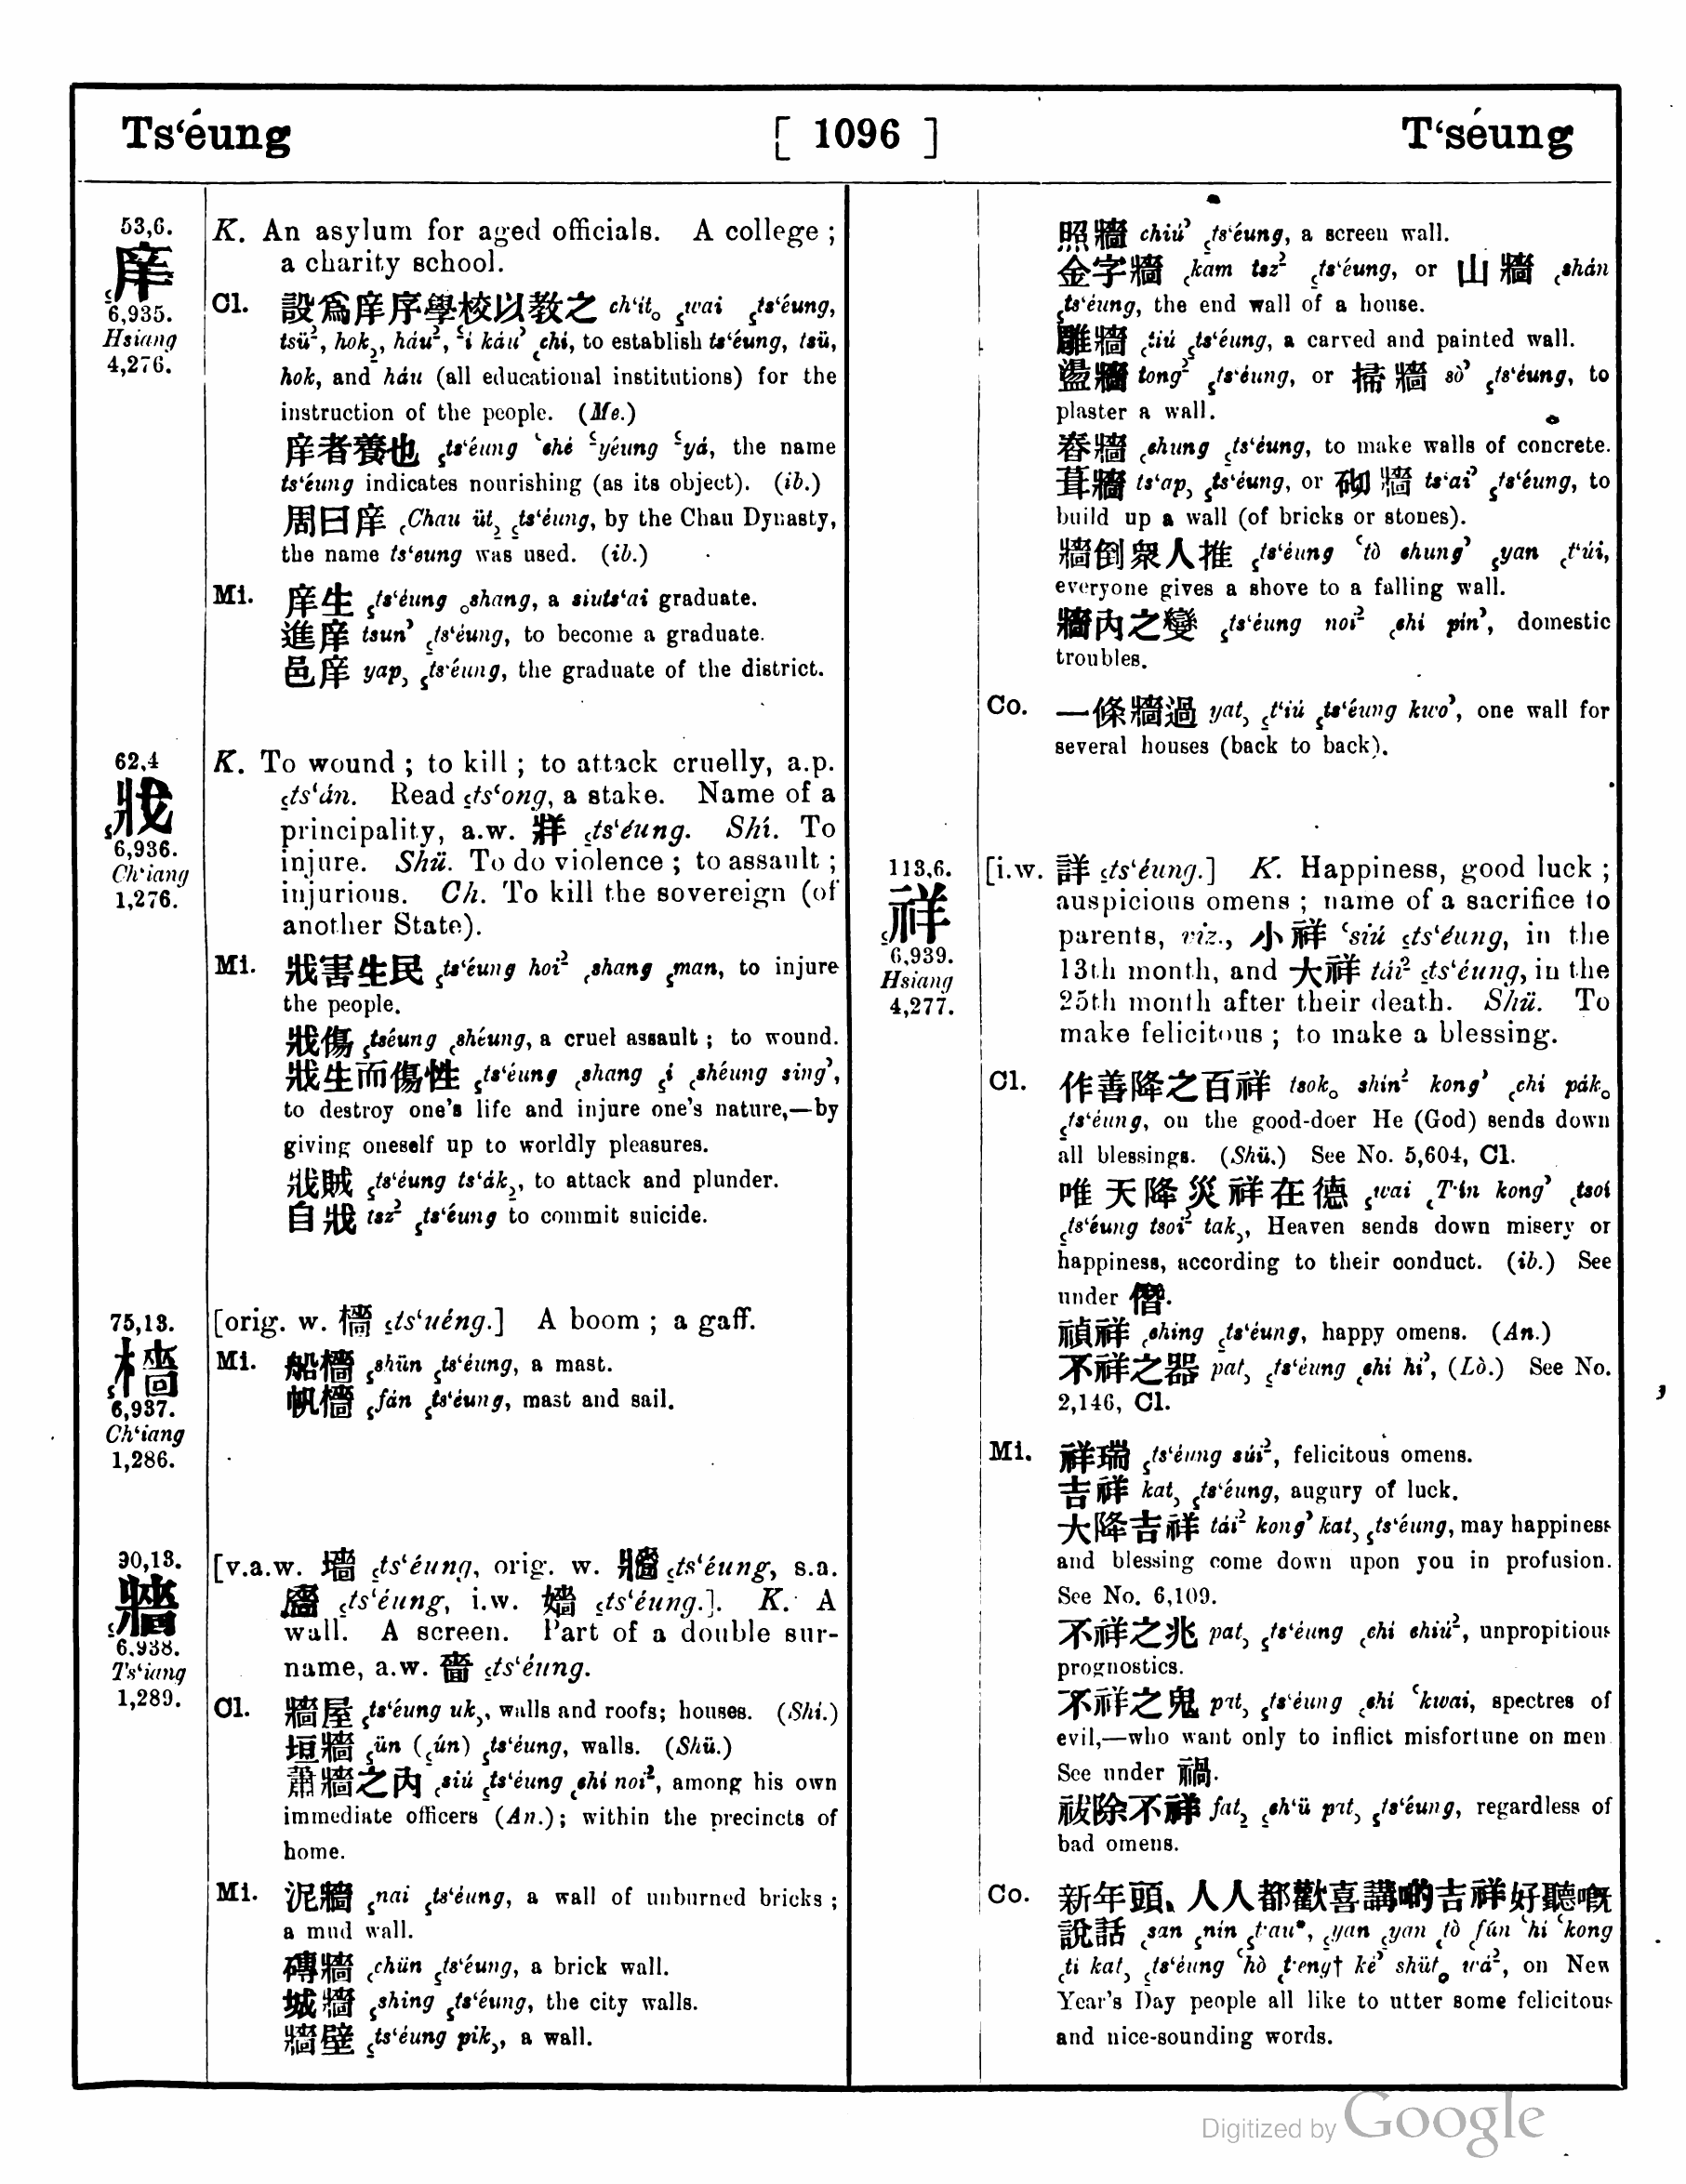 Ts‘éung [ 1096 ] T‘séung
53,6.
庠
6,935.
Hsiang
4,276.
K. An asylum for aged officials. A college ;
a charity school.
Cl. 設爲庠序學校以教之 ch‘ít。 ꜁wai ꜁ts‘éung,
tsü², hok꜇, háu², ꜃í káu꜄ ꜀chí, to establish ts‘éung, tsü,
hok, and háu (all educational institutions) for the
instruction of the people. (Me.)
庠者養也 ꜁ts‘éung ꜂ché ꜃yéung ꜃yá, the name
ts‘éung indicates nourishing (as its object). (ib.)
周曰庠 ꜀Chau üt꜇ ꜁ts‘éung, by the Chau Dynasty,
the name ts‘eung was used. (ib.)
Mi. 庠生 ꜁ts‘éung ꜀shang, a siuts‘ai graduate.
進庠 tsun꜄ ꜁ts‘éung, to become a graduate.
邑庠 yap꜆ ꜁ts‘éung, the graduate of the district.
62,4
戕
6,936.
Ch‘iang
1,276.
K. To wound ; to kill ; to attack cruelly, a.p.
꜁ts‘án. Read ꜁ts‘ong, a stake. Name of a
principality, a.w. 牂 ꜁ts‘éung. Shí. To
injure. Shü. To do violence ; to assault ;
injurious. Ch. To kill the sovereign (of
another State).
Mi. 戕害生民 ꜁ts‘éung hoi² ꜀shang ꜁man, to injure
the people.
戕傷 ꜁tséung ꜀shéung, a cruel assault ; to wound.
戕生而傷性 ꜁ts‘éung ꜀shang ꜁í ꜀shéung sing꜄,
to destroy one's life and injure one's nature,—by
giving oneself up to worldly pleasures.
戕賊 ꜁ts‘éung ts‘ák꜇, to attack and plunder.
自戕 tsz² ꜁ts‘éung to commit suicide.
75,13.
檣
6,937.
Ch‘iang
1,286.
[orig. w. 檣 ꜁ts‘uéng.] A boom ; a gaff.
Mi. 船檣 ꜁shün ꜁ts‘éung, a mast.
帆檣 ꜁fán ꜁ts‘éung, mast and sail.
90,13.
牆
6,938.
Ts‘iang
1,289.
[v.a.w. 墻 ꜁ts‘éung, orig. w. ꜁ts‘éung, s.a.
꜁ts‘éung, i.w. 嬙 ꜁ts‘éung.]. K. A
wall. A screen. Part of a double sur-
name, a.w. 嗇 ꜁ts‘éung.
Cl. 牆屋 ꜁ts‘éung uk꜆, walls and roofs; houses. (Shí.)
垣牆 ꜁ün (꜁ún) ꜁ts‘éung, walls. (Shü.)
蕭牆之內 ꜀siú ꜁ts‘éung ꜀chí noi², among his own
immediate officers (An.); within the precincts of
home.
Mi. 泥牆 ꜁nai ꜁ts‘éung, a wall of unburned bricks ;
a mud wall.
磚牆 ꜀chün ꜁ts‘éung, a brick wall.
城牆 ꜁shing ꜁ts‘éung, the city walls.
牆壁 ꜁ts‘éung pik꜆, a wall.
照牆 chiú꜄ ꜁ts‘éung, a screen wall.
金字牆 ꜀kam tsz² ꜁ts‘éung, or 山牆 ꜀shán
꜁ts‘éung, the end wall of a house.
雕牆 ꜀tiú ꜁ts‘éung, a carved and painted wall.
盪牆 tong² ꜁ts‘éung, or 掃牆 sò꜄ ꜁ts‘éung, to
plaster a wall.
舂牆 ꜀chung ꜁ts‘éung, to make walls of concrete.
葺牆 ts‘ap꜆ ꜁ts‘éung, or 砌牆 ts‘ai꜄ ꜁ts‘éung, to
build up a wall (of bricks or stones).
牆倒衆人推 ꜁ts‘éung ꜂tò chung꜄ ꜁yan ꜀t‘úi,
everyone gives a shove to a falling wall.
牆內之變 ꜁ts‘éung noi² ꜀chí pín꜄, domestic
troubles.
Co. 一條牆過 yat꜆ ꜁t‘iú ꜁ts‘éung kwo꜄, one wall for
several houses (back to back).
113,6.
祥
6,939.
Hsiang
4,277.
[i.w. 詳 ꜁ts‘éung.] K. Happiness, good luck ;
auspicious omens ; name of a sacrifice to
parents, viz., 小祥 ꜂siú ꜁ts‘éung, in the
13th month, and 大祥 tái² ꜁ts‘éung, in the
25th month after their death. Shü. To
make felicitous ; to make a blessing.
Cl. 作善降之百祥 tsok。 shín² kong꜄ ꜀chí pák。
꜁ts‘éung, on the good-doer He (God) sends down
all blessings. (Shü.) See No. 5,604, Cl.
唯天降災祥在德 ꜁wai ꜀T‘ín kong꜄ ꜀tsoi
꜁ts‘éung tsoi² tak꜆, Heaven sends down misery or
happiness, according to their conduct. (ib.) See
under 僭.
禎祥 ꜀ching ꜁ts‘éung, happy omens. (An.)
不祥之器 pat꜆ ꜁ts‘éung ꜀chí hí꜄, (Lò.) See No.
2,146, Cl.
Mi. 祥瑞 ꜁ts‘éung súi², felicitous omens.
吉祥 kat꜆ ꜁ts‘éung, augury of luck.
大降吉祥 tái² kong꜄ kat꜆ ꜁ts‘éung, may happiness
and blessing come down upon you in profusion.
See No. 6,109.
不祥之兆 pat꜆ ꜁ts‘éung ꜀chí chiú², unpropitious
prognostics.
不祥之鬼 pat꜆ ꜁ts‘éung ꜀chí ꜂kwai, spectres of
evil,—who want only to inflict misfortune on men
See under 禍.
祓除不祥 fat꜇ ꜁ch‘ü pat꜆ ꜁ts‘éung, regardless of
bad omens.
Co. 新年頭、人人都歡喜講啲吉祥好聽嘅
說話 ꜀san ꜁nín ꜁t‘au*, ꜁yan ꜁yan ꜀tò ꜀fún ꜂hí ꜂kong
꜀tí kat꜆ ꜁ts‘éung ꜂hò ꜀t‘eng† ké꜄ shüt。 wá², on New
Year's Day people all like to utter some felicitous
and nice-sounding words.
Digitized by Google